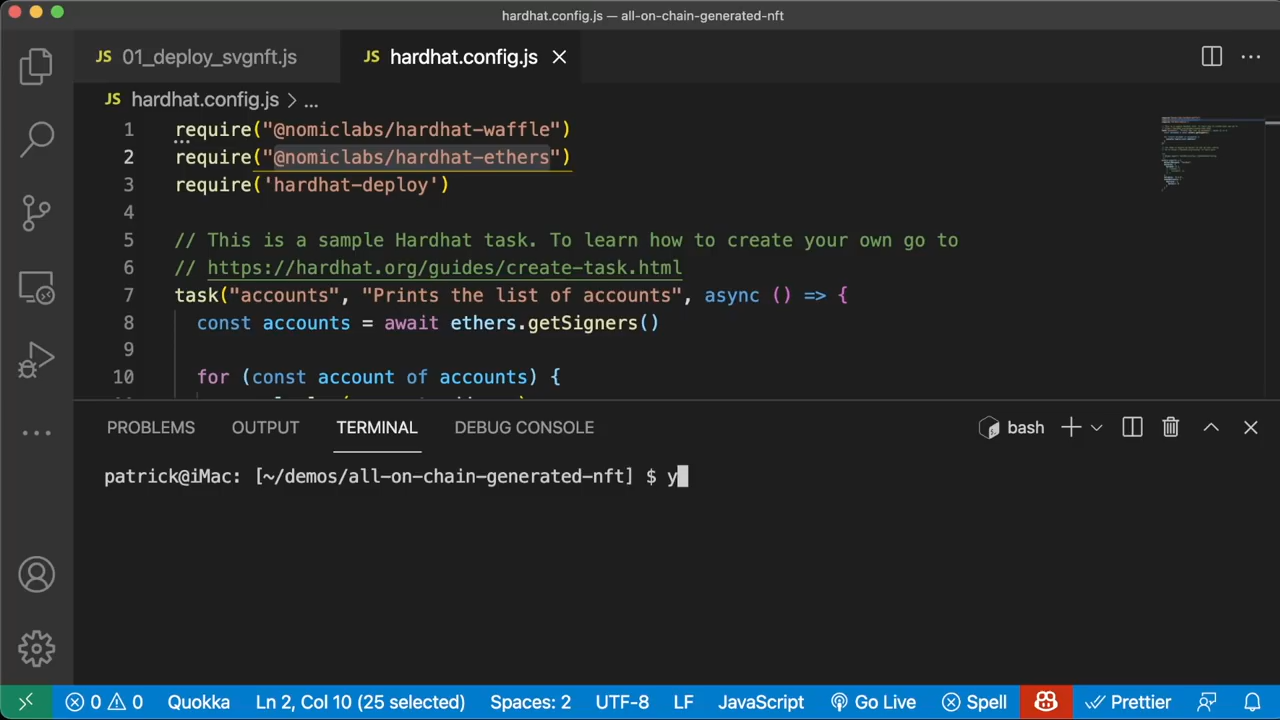 hardhat.config.js — all-on-chain-generated-nft
JS 01_deploy_svgnft.js JS hardhat.config.js
JS hardhat.config.js > ...
1 require("@nomiclabs/hardhat-waffle")
2 require("@nomiclabs/hardhat-ethers")
3 require('hardhat-deploy')
4
5 // This is a sample Hardhat task. To learn how to create your own go to
6 // https://hardhat.org/guides/create-task.html
7 task("accounts", "Prints the list of accounts", async () => {
8 const accounts = await ethers.getSigners()
9
10 for (const account of accounts) {
PROBLEMS OUTPUT TERMINAL DEBUG CONSOLE bash
patrick@iMac: [~/demos/all-on-chain-generated-nft] $ y
0 0 Quokka Ln 2, Col 10 (25 selected) Spaces: 2 UTF-8 LF JavaScript Go Live Spell Prettier